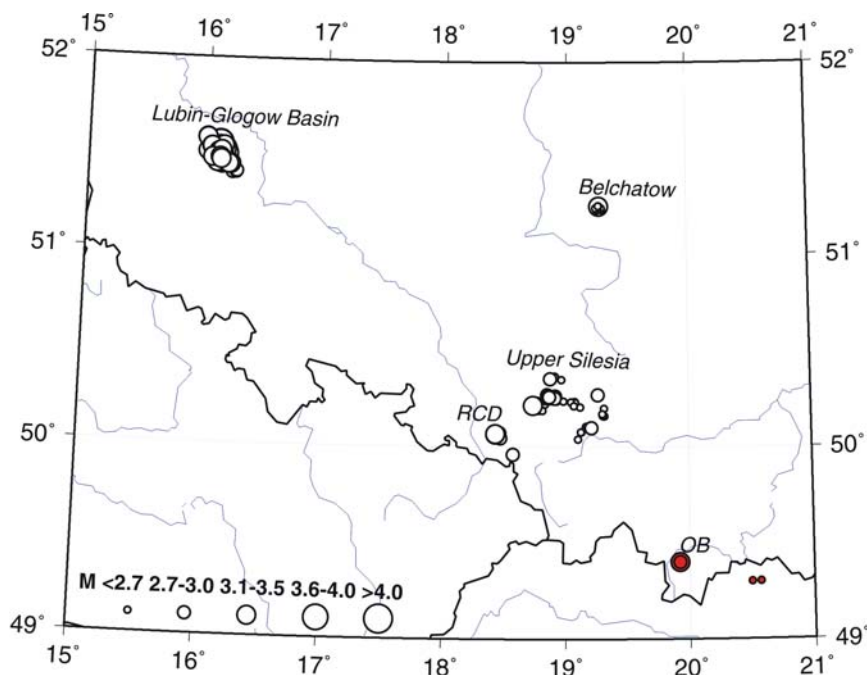 15° 16° 17° 18° 19° 20° 21°
52° 52°
Lubin-Glogow Basin
Belchatow
51° 51°
Upper Silesia
RCD
50° 50°
OB
M <2.7 2.7-3.0 3.1-3.5 3.6-4.0 >4.0
49° 49°
15° 16° 17° 18° 19° 20° 21°